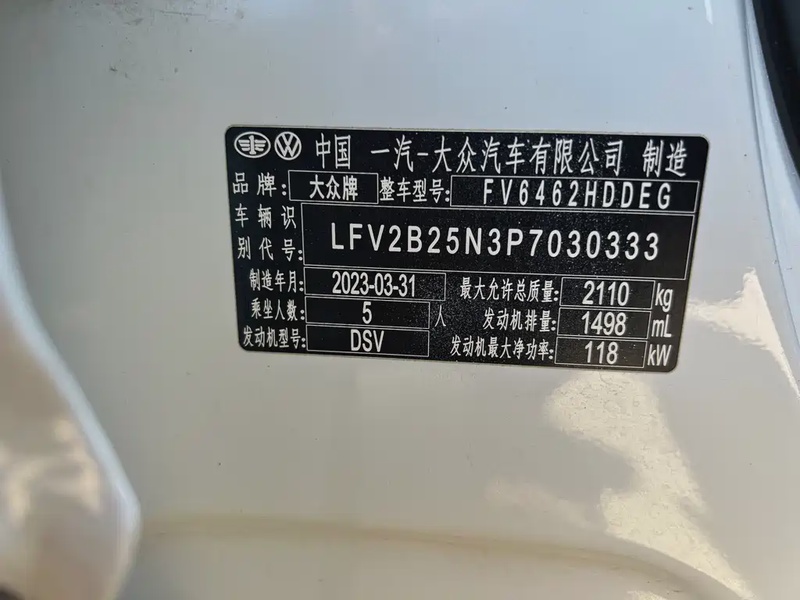 中国 一汽-大众汽车有限公司 制造
品牌: 大众牌 整车型号: FV6462HDDEG
车辆识别代号: LFV2B25N3P7030333
制造年月: 2023-03-31 最大允许总质量: 2110 kg
乘坐人数: 5 人 发动机排量: 1498 mL
发动机型号: DSV 发动机最大净功率: 118 kW